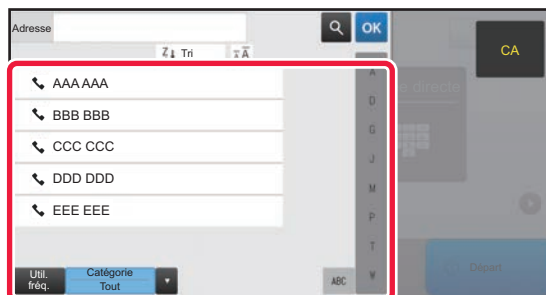 Adresse
OK
CA
Tri
AAA AAA
BBB BBB
CCC CCC
DDD DDD
EEE EEE
A
D
G
J
M
P
T
W
e directe
Départ
Util.
fréq.
Catégorie
Tout
ABC